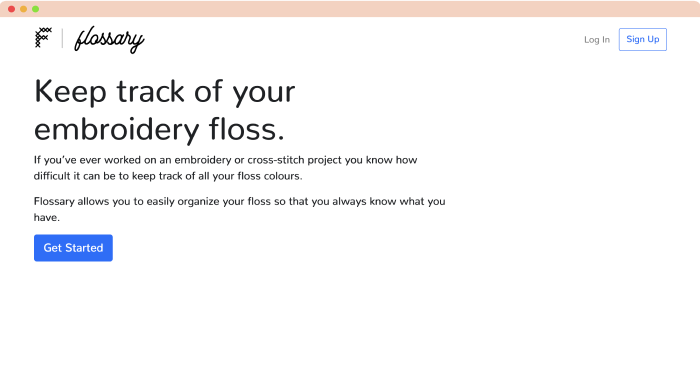 F | flossary
Log In
Sign Up
Keep track of your
embroidery floss.
If you’ve ever worked on an embroidery or cross-stitch project you know how
difficult it can be to keep track of all your floss colours.
Flossary allows you to easily organize your floss so that you always know what you
have.
Get Started